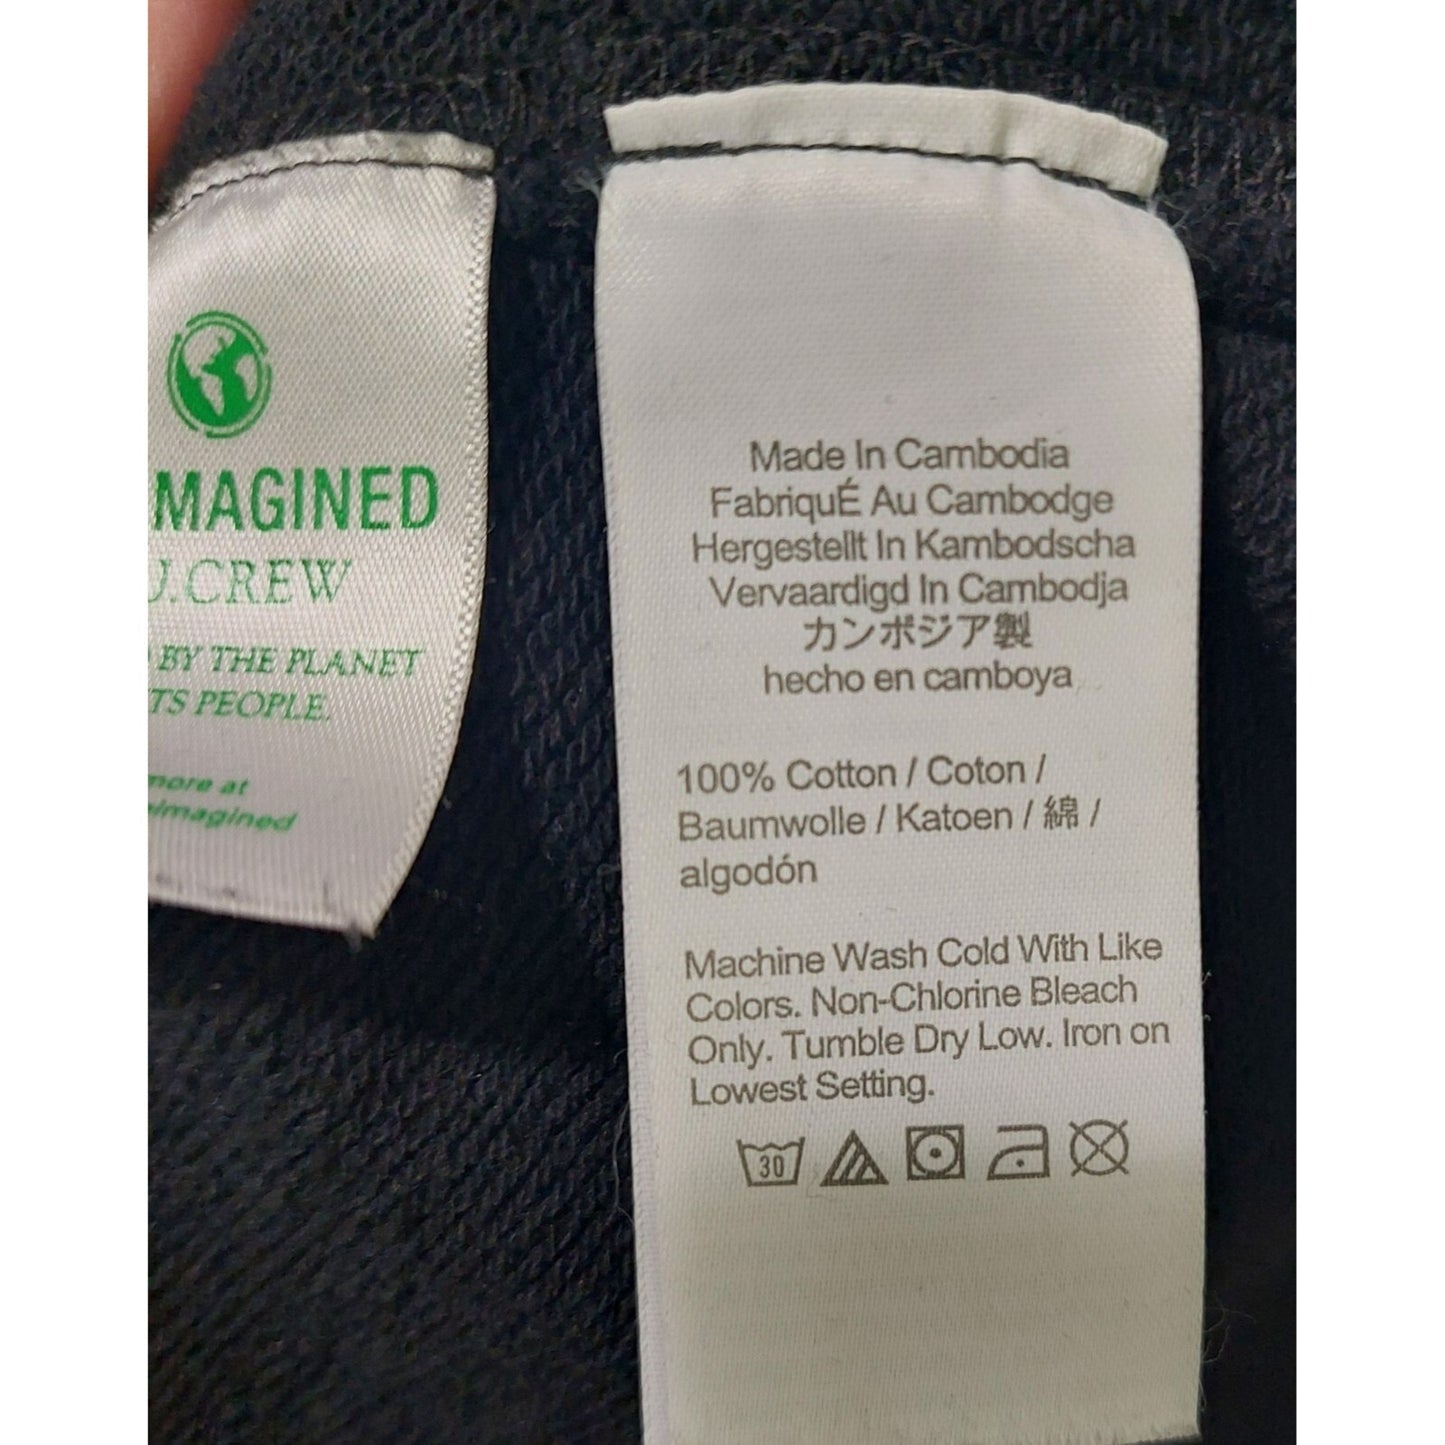 MAGINED
J.CREW
BY THE PLANET
TS PEOPLE.
more at
eimagined
Made In Cambodia
FabriquÉ Au Cambodge
Hergestellt In Kambodscha
Vervaardigd In Cambodja
カンボジア製
hecho en camboya
100% Cotton / Coton /
Baumwolle / Katoen / 綿 /
algodón
Machine Wash Cold With Like
Colors. Non-Chlorine Bleach
Only. Tumble Dry Low. Iron on
Lowest Setting.
30